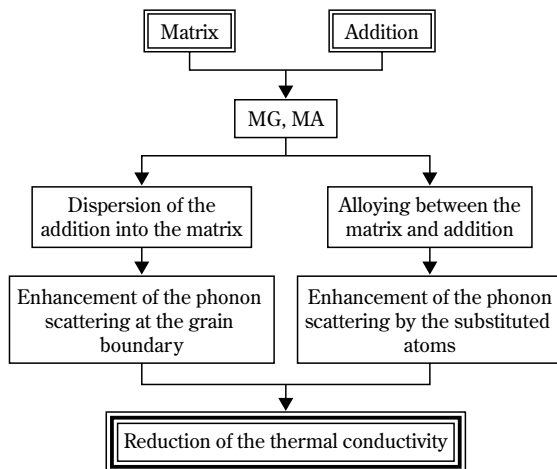 Matrix
Addition
MG, MA
Dispersion of the
addition into the matrix
Alloying between the
matrix and addition
Enhancement of the phonon
scattering at the grain
boundary
Enhancement of the phonon
scattering by the substituted
atoms
Reduction of the thermal conductivity